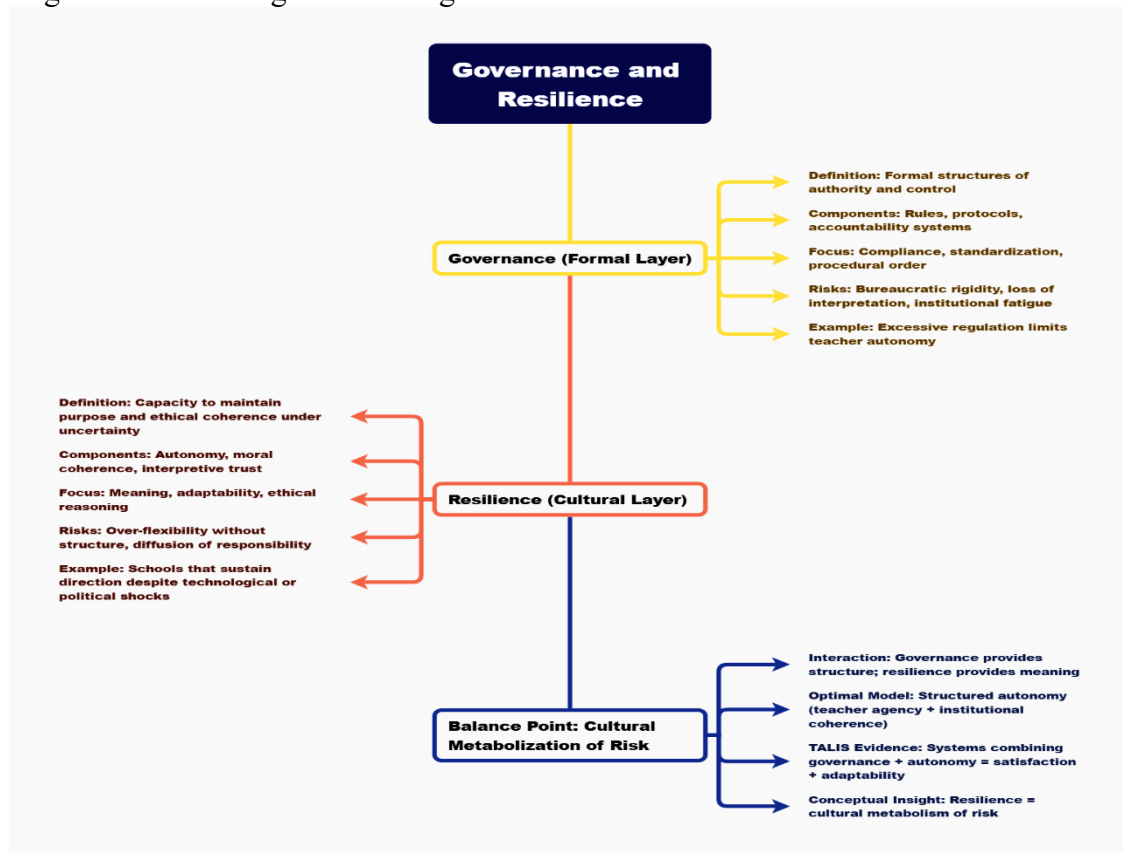 Governance and
Resilience
Definition: Formal structures of
authority and control
Components: Rules, protocols,
accountability systems
Governance (Formal Layer)
Focus: Compliance, standardization,
procedural order
Risks: Bureaucratic rigidity, loss of
interpretation, institutional fatigue
Example: Excessive regulation limits
teacher autonomy
Definition: Capacity to maintain
purpose and ethical coherence under
uncertainty
Components: Autonomy, moral
coherence, interpretive trust
Resilience (Cultural Layer)
Focus: Meaning, adaptability, ethical
reasoning
Risks: Over-flexibility without
structure, diffusion of responsibility
Example: Schools that sustain
direction despite technological or
political shocks
Balance Point: Cultural
Metabolization of Risk
Interaction: Governance provides
structure; resilience provides meaning
Optimal Model: Structured autonomy
(teacher agency + institutional
coherence)
TALIS Evidence: Systems combining
governance + autonomy = satisfaction
+ adaptability
Conceptual Insight: Resilience =
cultural metabolism of risk